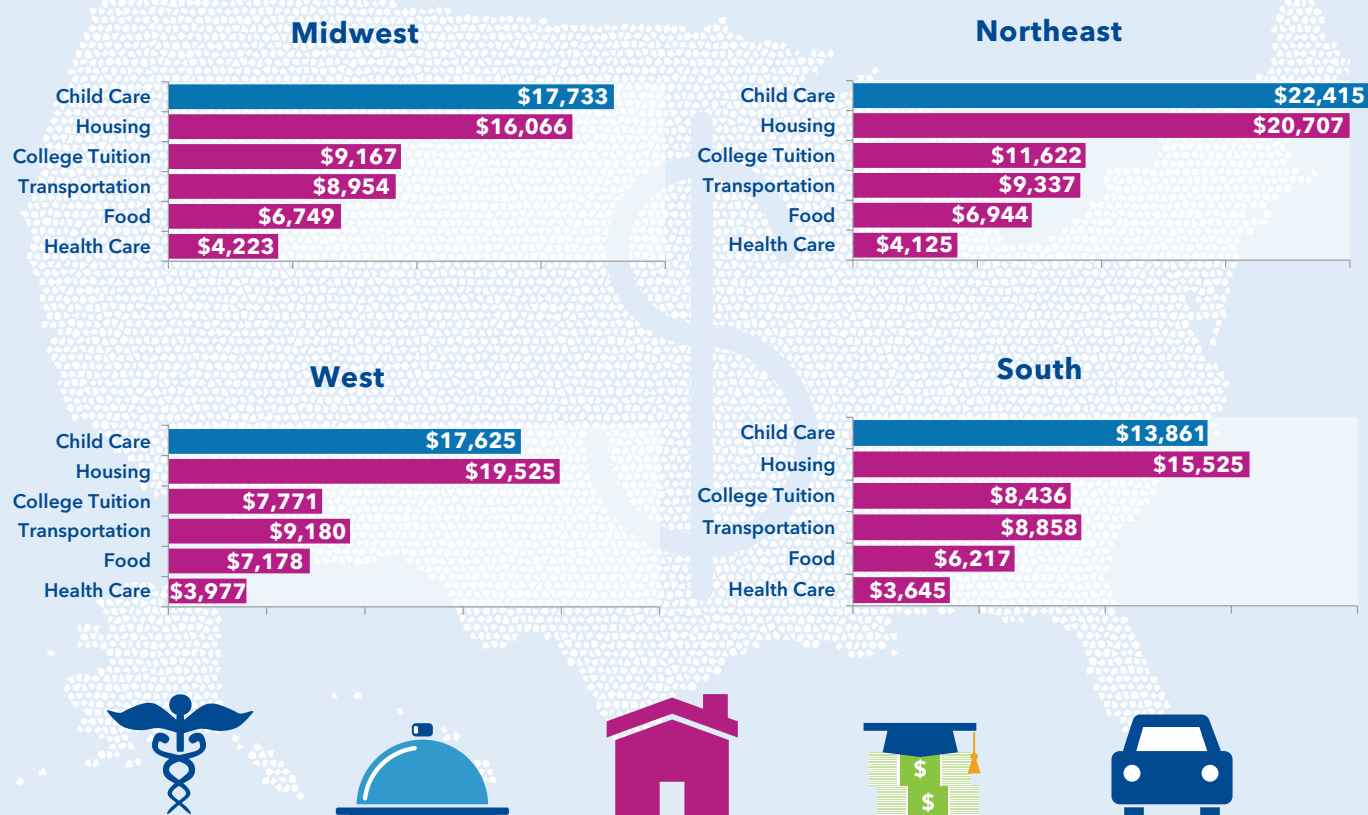 Midwest
Child Care $17,733
Housing $16,066
College Tuition $9,167
Transportation $8,954
Food $6,749
Health Care $4,223
Northeast
Child Care $22,415
Housing $20,707
College Tuition $11,622
Transportation $9,337
Food $6,944
Health Care $4,125
West
Child Care $17,625
Housing $19,525
College Tuition $7,771
Transportation $9,180
Food $7,178
Health Care $3,977
South
Child Care $13,861
Housing $15,525
College Tuition $8,436
Transportation $8,858
Food $6,217
Health Care $3,645
$
$